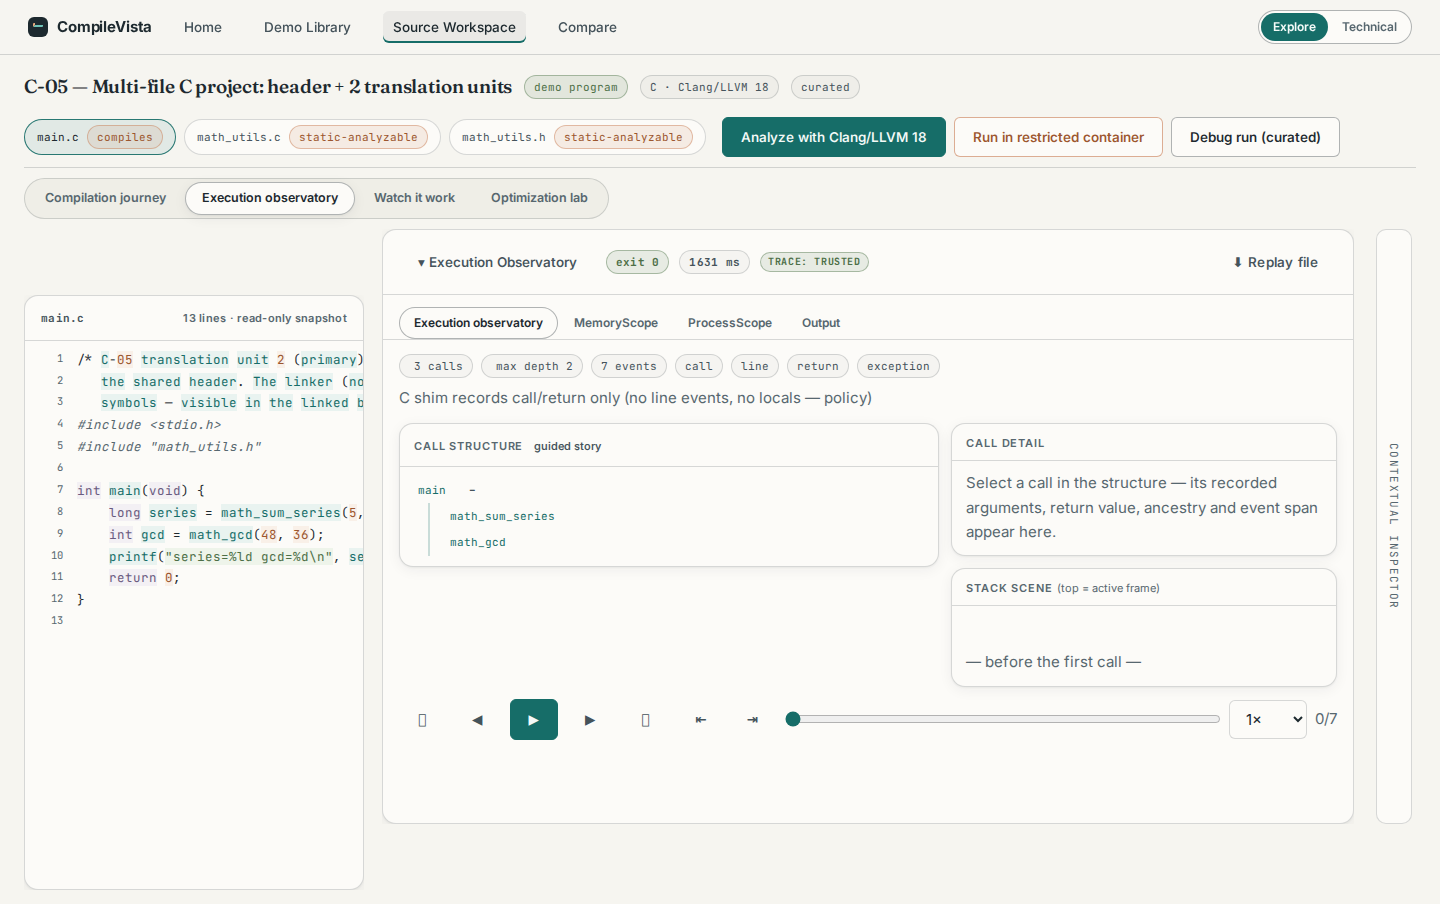 CompileVista Home Demo Library Source Workspace Compare Explore Technical
C-05 — Multi-file C project: header + 2 translation units demo program C · Clang/LLVM 18 curated
main.c compiles math_utils.c static-analyzable math_utils.h static-analyzable Analyze with Clang/LLVM 18 Run in restricted container Debug run (curated)
Compilation journey Execution observatory Watch it work Optimization lab
▾ Execution Observatory exit 0 1631 ms TRACE: TRUSTED ⬇ Replay file
main.c 13 lines · read-only snapshot
1 /* C-05 translation unit 2 (primary)
2 the shared header. The linker (no
3 symbols — visible in the linked b
4 #include <stdio.h>
5 #include "math_utils.h"
6
7 int main(void) {
8 long series = math_sum_series(5,
9 int gcd = math_gcd(48, 36);
10 printf("series=%ld gcd=%d\n", se
11 return 0;
12 }
13
Execution observatory MemoryScope ProcessScope Output
3 calls max depth 2 7 events call line return exception
C shim records call/return only (no line events, no locals — policy)
CALL STRUCTURE guided story
main –
math_sum_series
math_gcd
CALL DETAIL
Select a call in the structure — its recorded
arguments, return value, ancestry and event span
appear here.
STACK SCENE (top = active frame)
— before the first call —
1× 0/7
CONTEXTUAL INSPECTOR